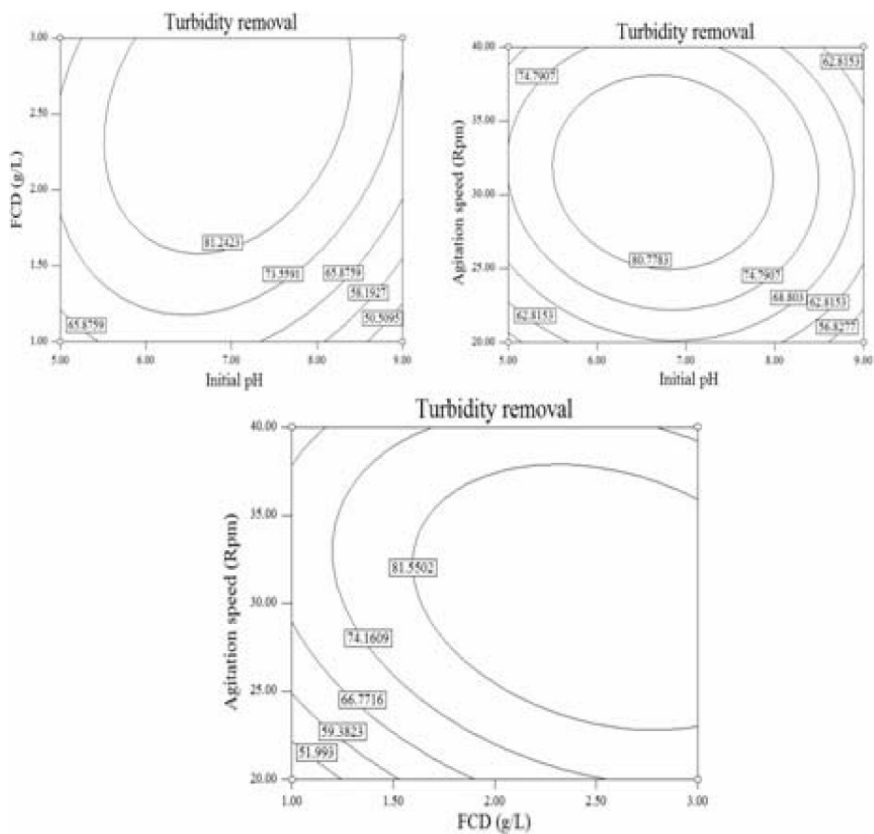 Turbidity removal
3.00
2.50
2.00
1.50
1.00
FCD (g/L)
81.2423
73.5591
65.8759
58.1927
50.5095
65.8759
5.00 6.00 7.00 8.00 9.00
Initial pH
Turbidity removal
40.00
35.00
30.00
25.00
20.00
Agitation speed (Rpm)
74.7907
62.8153
80.7783
74.7907
68.803
62.8153
56.8277
62.8153
5.00 6.00 7.00 8.00 9.00
Initial pH
Turbidity removal
40.00
35.00
30.00
25.00
20.00
Agitation speed (Rpm)
81.5502
74.1609
66.7716
59.3823
51.993
1.00 1.50 2.00 2.50 3.00
FCD (g/L)